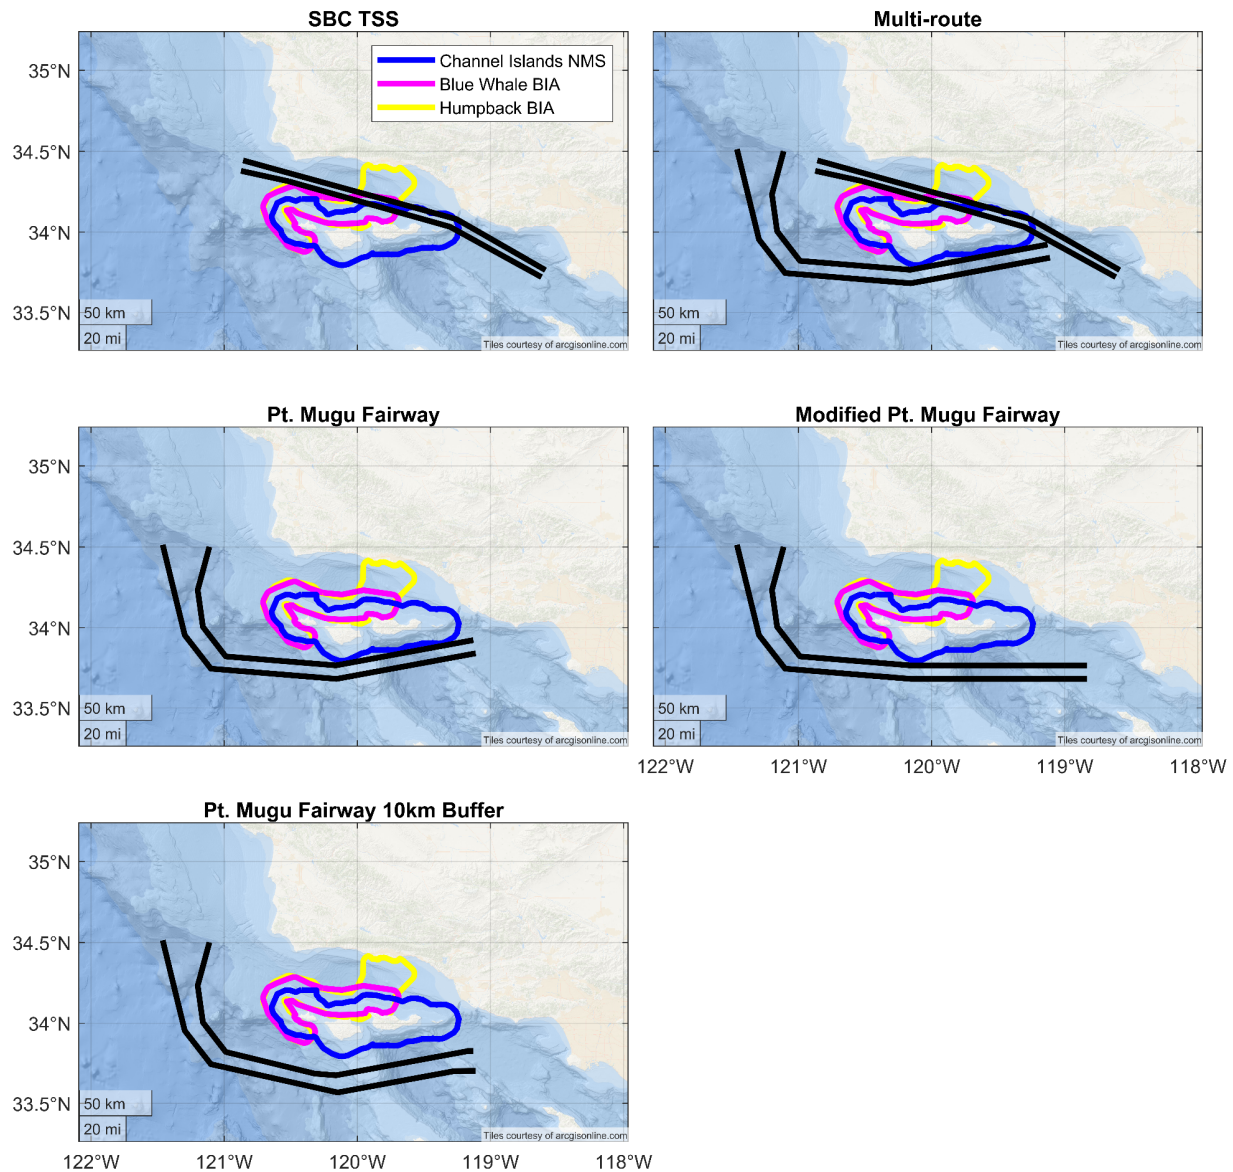 SBC TSS
Channel Islands NMS
Blue Whale BIA
Humpback BIA
35°N
34.5°N
34°N
33.5°N
50 km
20 mi
Tiles courtesy of arcgisonline.com
Multi-route
50 km
20 mi
Tiles courtesy of arcgisonline.com
Pt. Mugu Fairway
35°N
34.5°N
34°N
33.5°N
50 km
20 mi
Tiles courtesy of arcgisonline.com
Modified Pt. Mugu Fairway
50 km
20 mi
Tiles courtesy of arcgisonline.com
122°W 121°W 120°W 119°W 118°W
Pt. Mugu Fairway 10km Buffer
35°N
34.5°N
34°N
33.5°N
50 km
20 mi
Tiles courtesy of arcgisonline.com
122°W 121°W 120°W 119°W 118°W